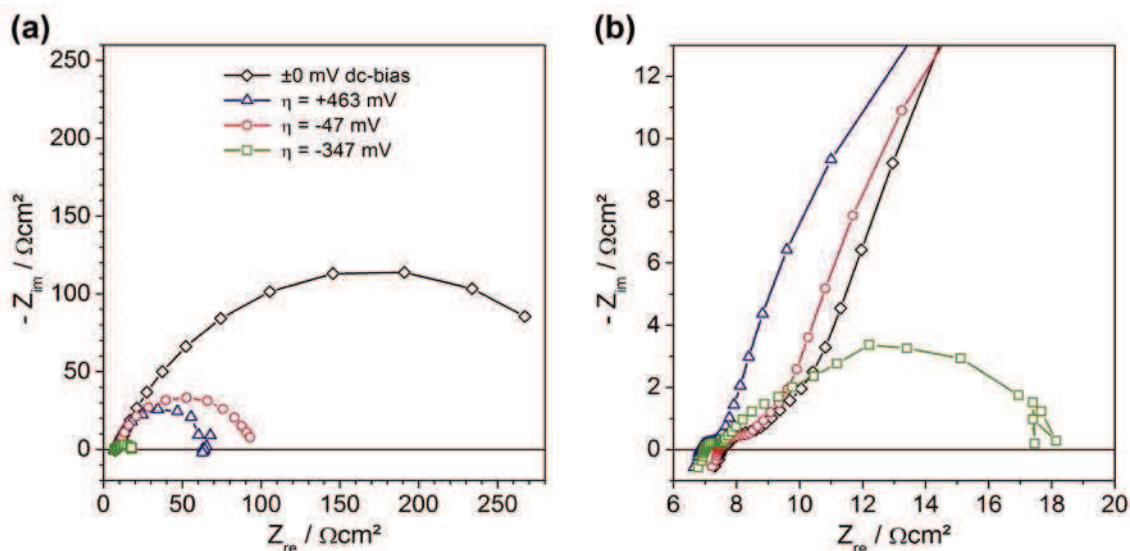 (a)
(b)
±0 mV dc-bias
η = +463 mV
η = -47 mV
η = -347 mV
250
200
150
100
50
0
- Z_im / Ωcm²
0 50 100 150 200 250
Z_re / Ωcm²
12
10
8
6
4
2
0
- Z_im / Ωcm²
6 8 10 12 14 16 18 20
Z_re / Ωcm²